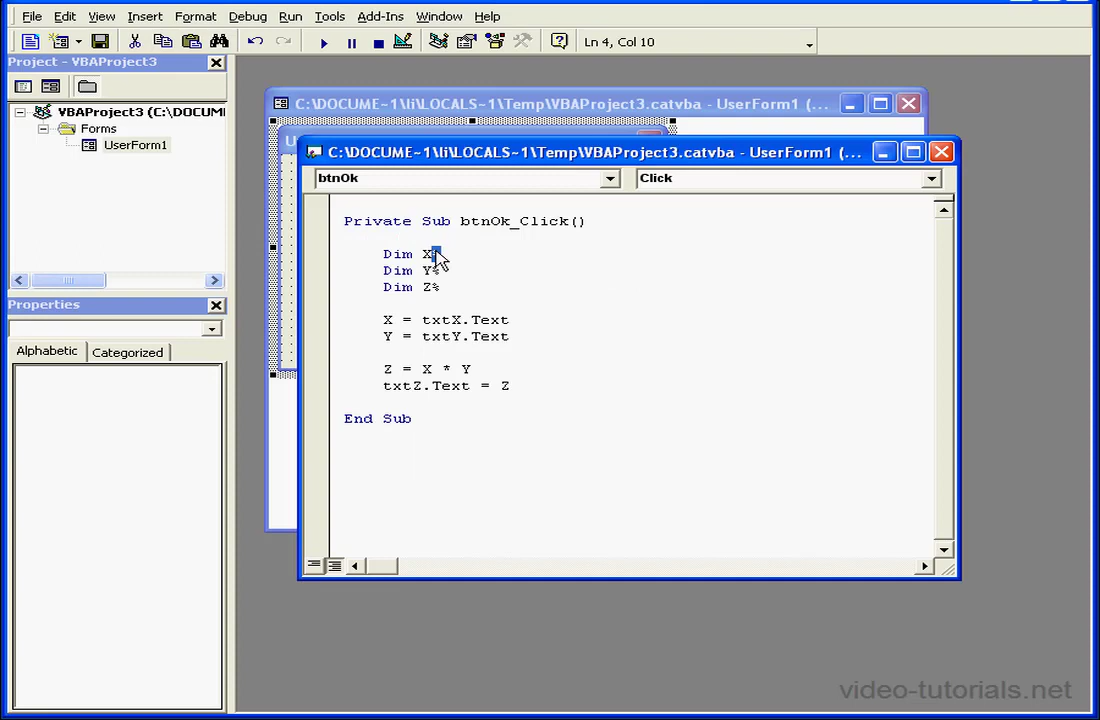 File Edit View Insert Format Debug Run Tools Add-Ins Window Help
Ln 4, Col 10
Project - VBAProject3
VBAProject3 (C:\DOCUM
Forms
UserForm1
C:\DOCUME~1\li\LOCALS~1\Temp\VBAProject3.catvba - UserForm1 (...
C:\DOCUME~1\li\LOCALS~1\Temp\VBAProject3.catvba - UserForm1 (...
btnOk Click
Private Sub btnOk_Click()
Dim X
Dim Y%
Dim Z%
X = txtX.Text
Y = txtY.Text
Z = X * Y
txtZ.Text = Z
End Sub
Properties
Alphabetic Categorized
video-tutorials.net